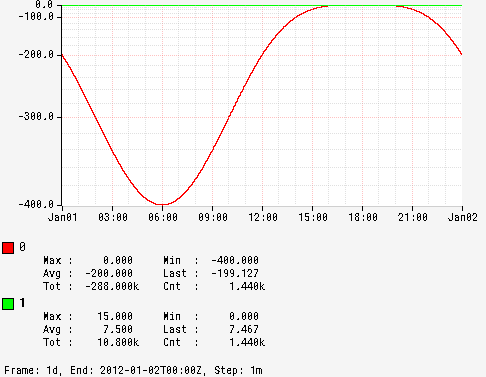 0.0
-100.0
-200.0
-300.0
-400.0
Jan01 03:00 06:00 09:00 12:00 15:00 18:00 21:00 Jan02
0
Max : 0.000 Min : -400.000
Avg : -200.000 Last : -199.127
Tot : -288.000k Cnt : 1.440k
1
Max : 15.000 Min : 0.000
Avg : 7.500 Last : 7.467
Tot : 10.800k Cnt : 1.440k
Frame: 1d, End: 2012-01-02T00:00Z, Step: 1m